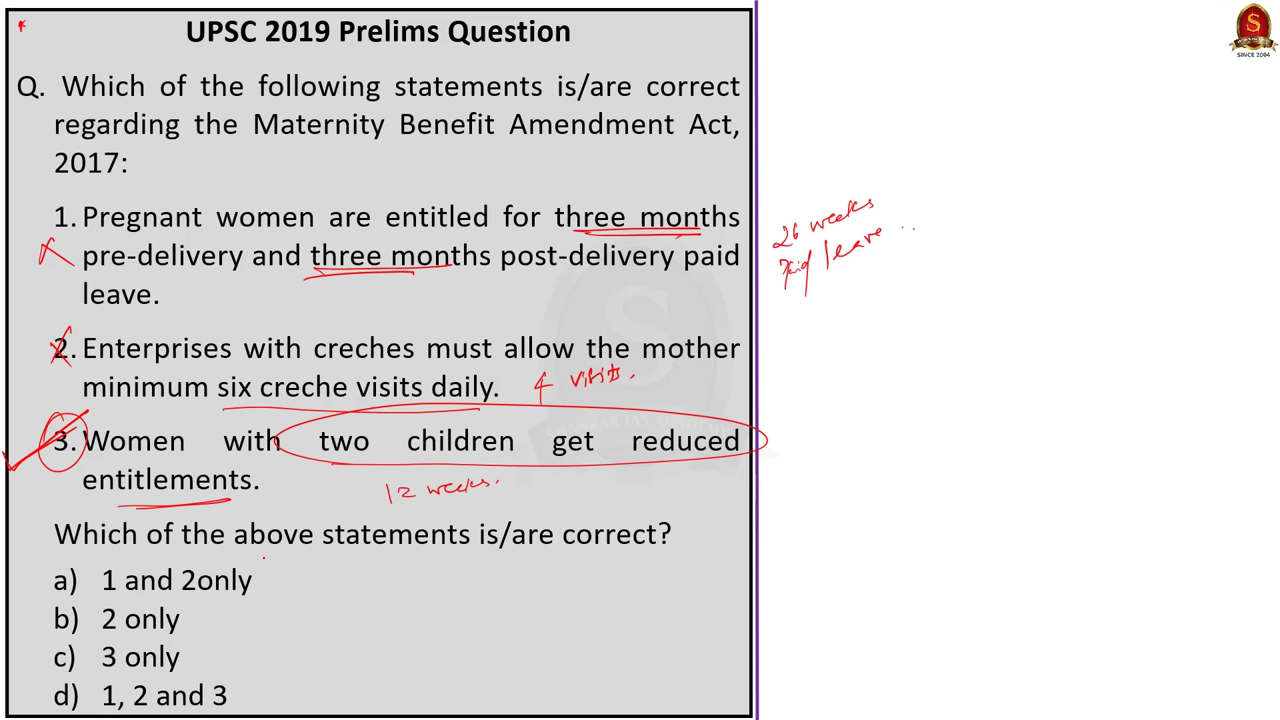 UPSC 2019 Prelims Question
Q. Which of the following statements is/are correct
regarding the Maternity Benefit Amendment Act,
2017:
1. Pregnant women are entitled for three months
pre-delivery and three months post-delivery paid
leave.
2. Enterprises with creches must allow the mother
minimum six creche visits daily.
4 visits.
3. Women with two children get reduced
entitlements.
12 weeks.
Which of the above statements is/are correct?
a) 1 and 2only
b) 2 only
c) 3 only
d) 1, 2 and 3
26 weeks
Paid leave ..
S
SINCE 2004